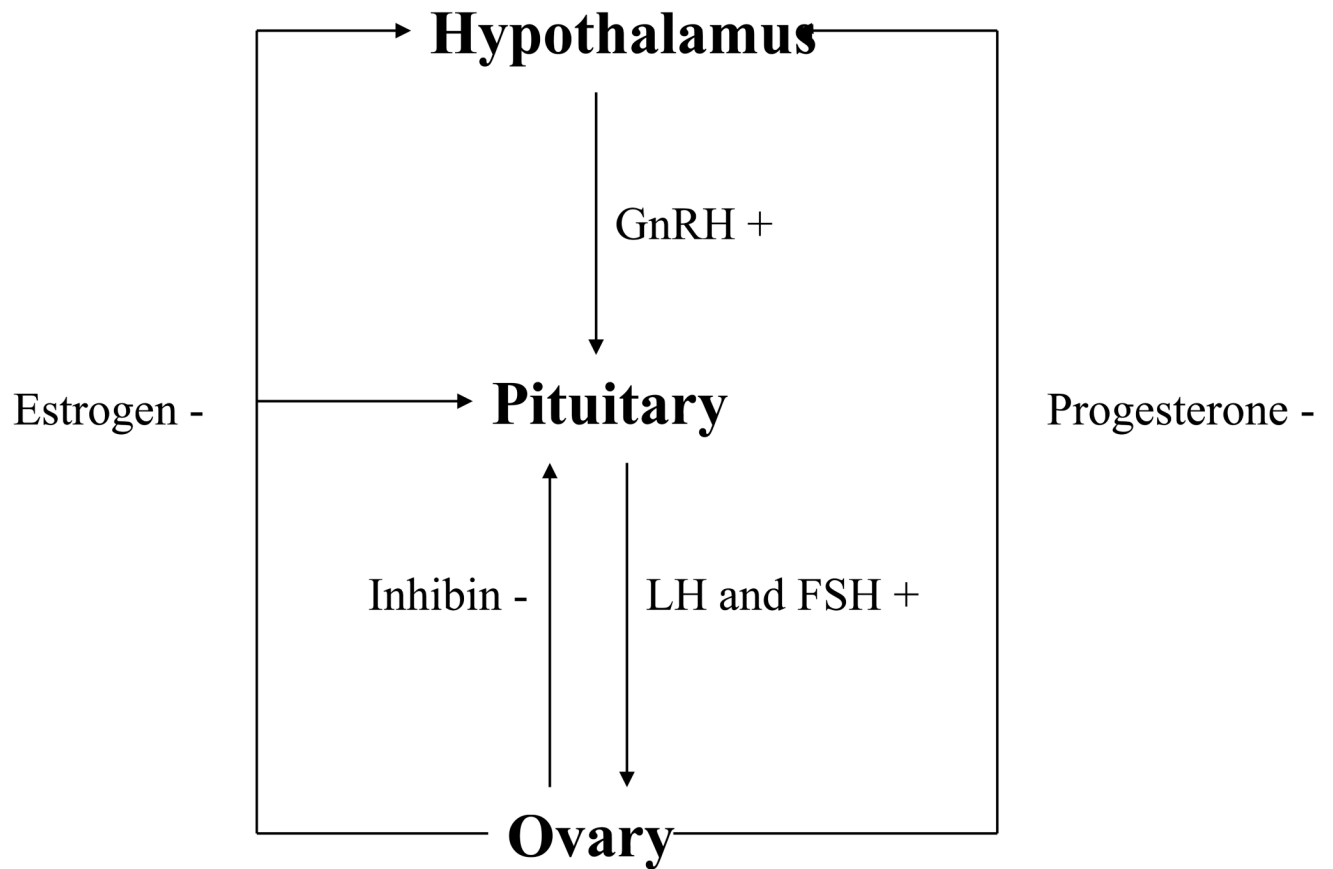 Hypothalamus
GnRH +
Estrogen -
Pituitary
Progesterone -
Inhibin -
LH and FSH +
Ovary